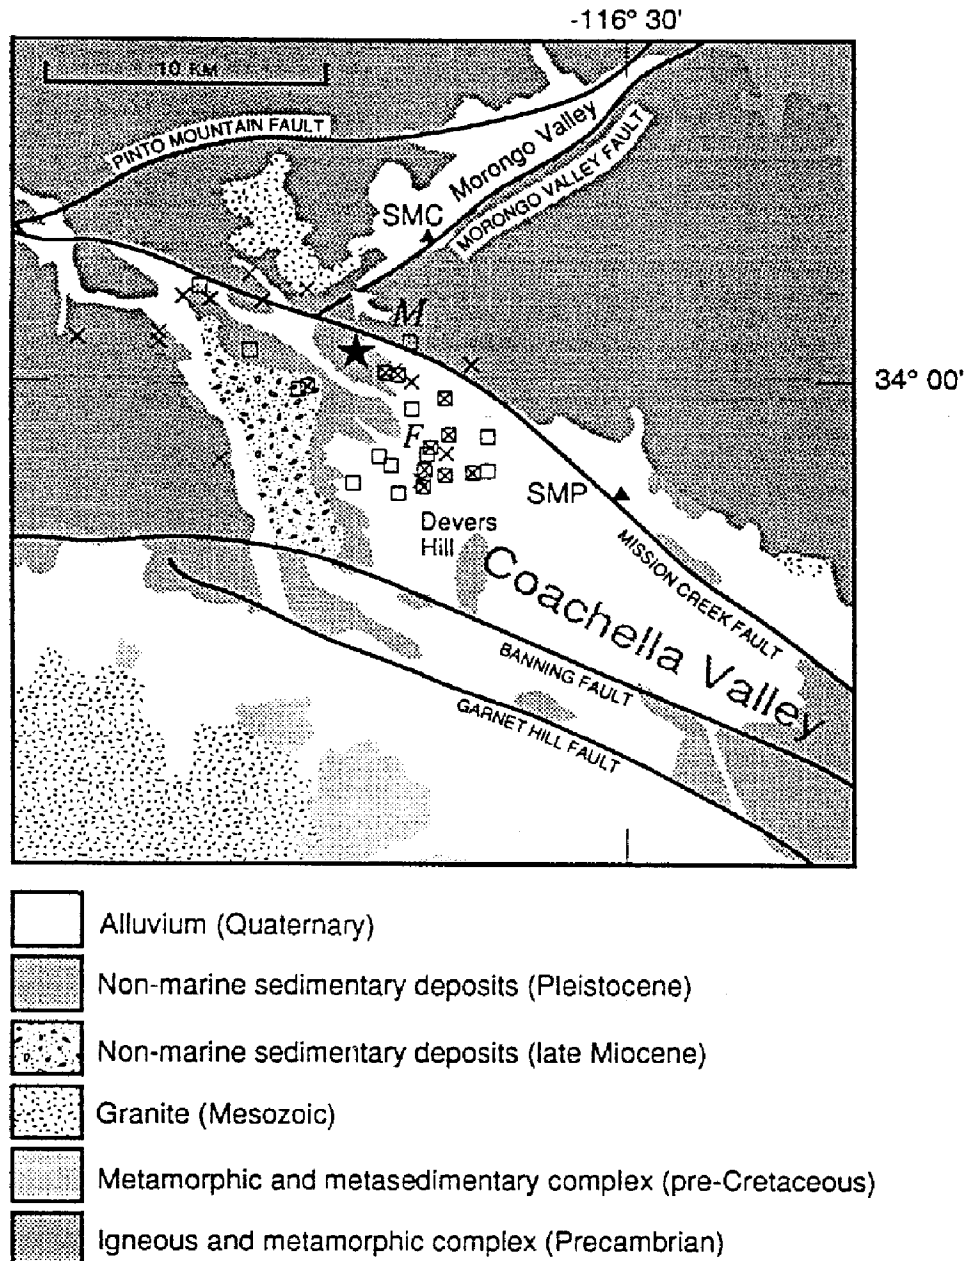 -116° 30'
10 KM
PINTO MOUNTAIN FAULT
Morongo Valley
MORONGO VALLEY FAULT
SMC
M
34° 00'
F
SMP
Devers
Hill
MISSION CREEK FAULT
Coachella Valley
BANNING FAULT
GARNET HILL FAULT
Alluvium (Quaternary)
Non-marine sedimentary deposits (Pleistocene)
Non-marine sedimentary deposits (late Miocene)
Granite (Mesozoic)
Metamorphic and metasedimentary complex (pre-Cretaceous)
Igneous and metamorphic complex (Precambrian)